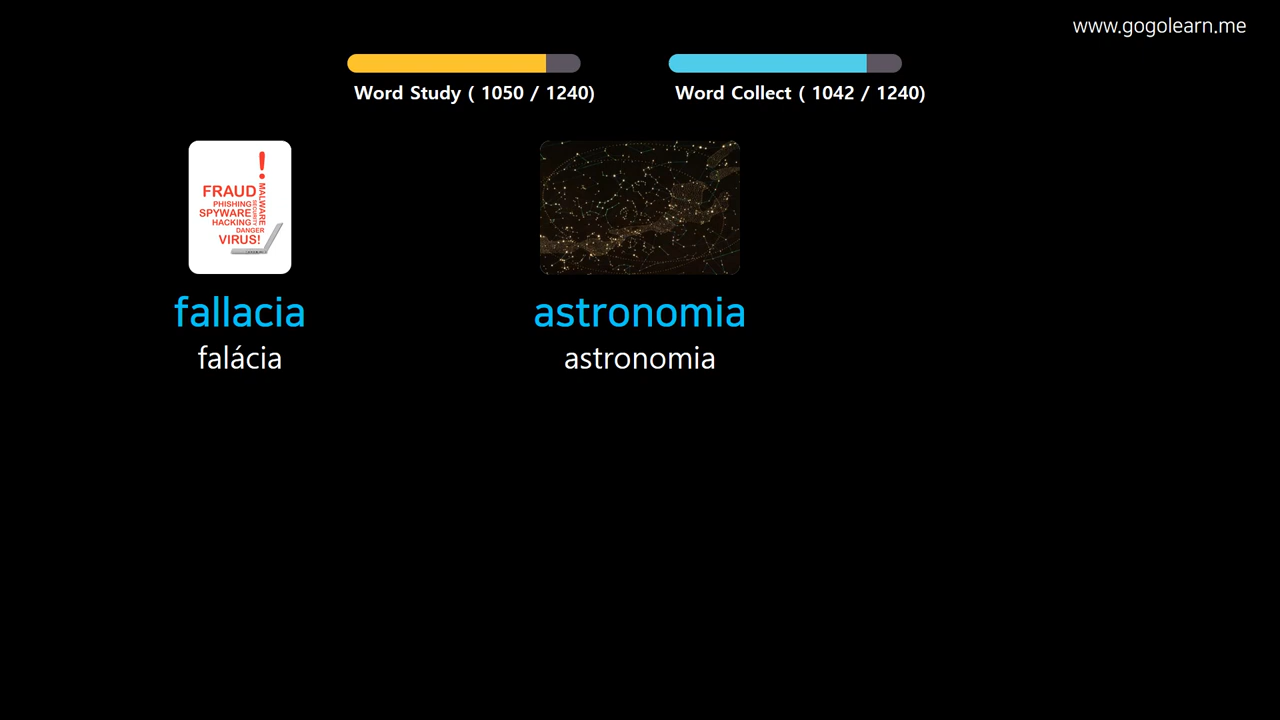 www.gogolearn.me
Word Study ( 1050 / 1240)
Word Collect ( 1042 / 1240)
!
FRAUD
PHISHING
SPYWARE
HACKING
DANGER
VIRUS!
MALWARE
SECURITY
fallacia
astronomia
falácia
astronomia